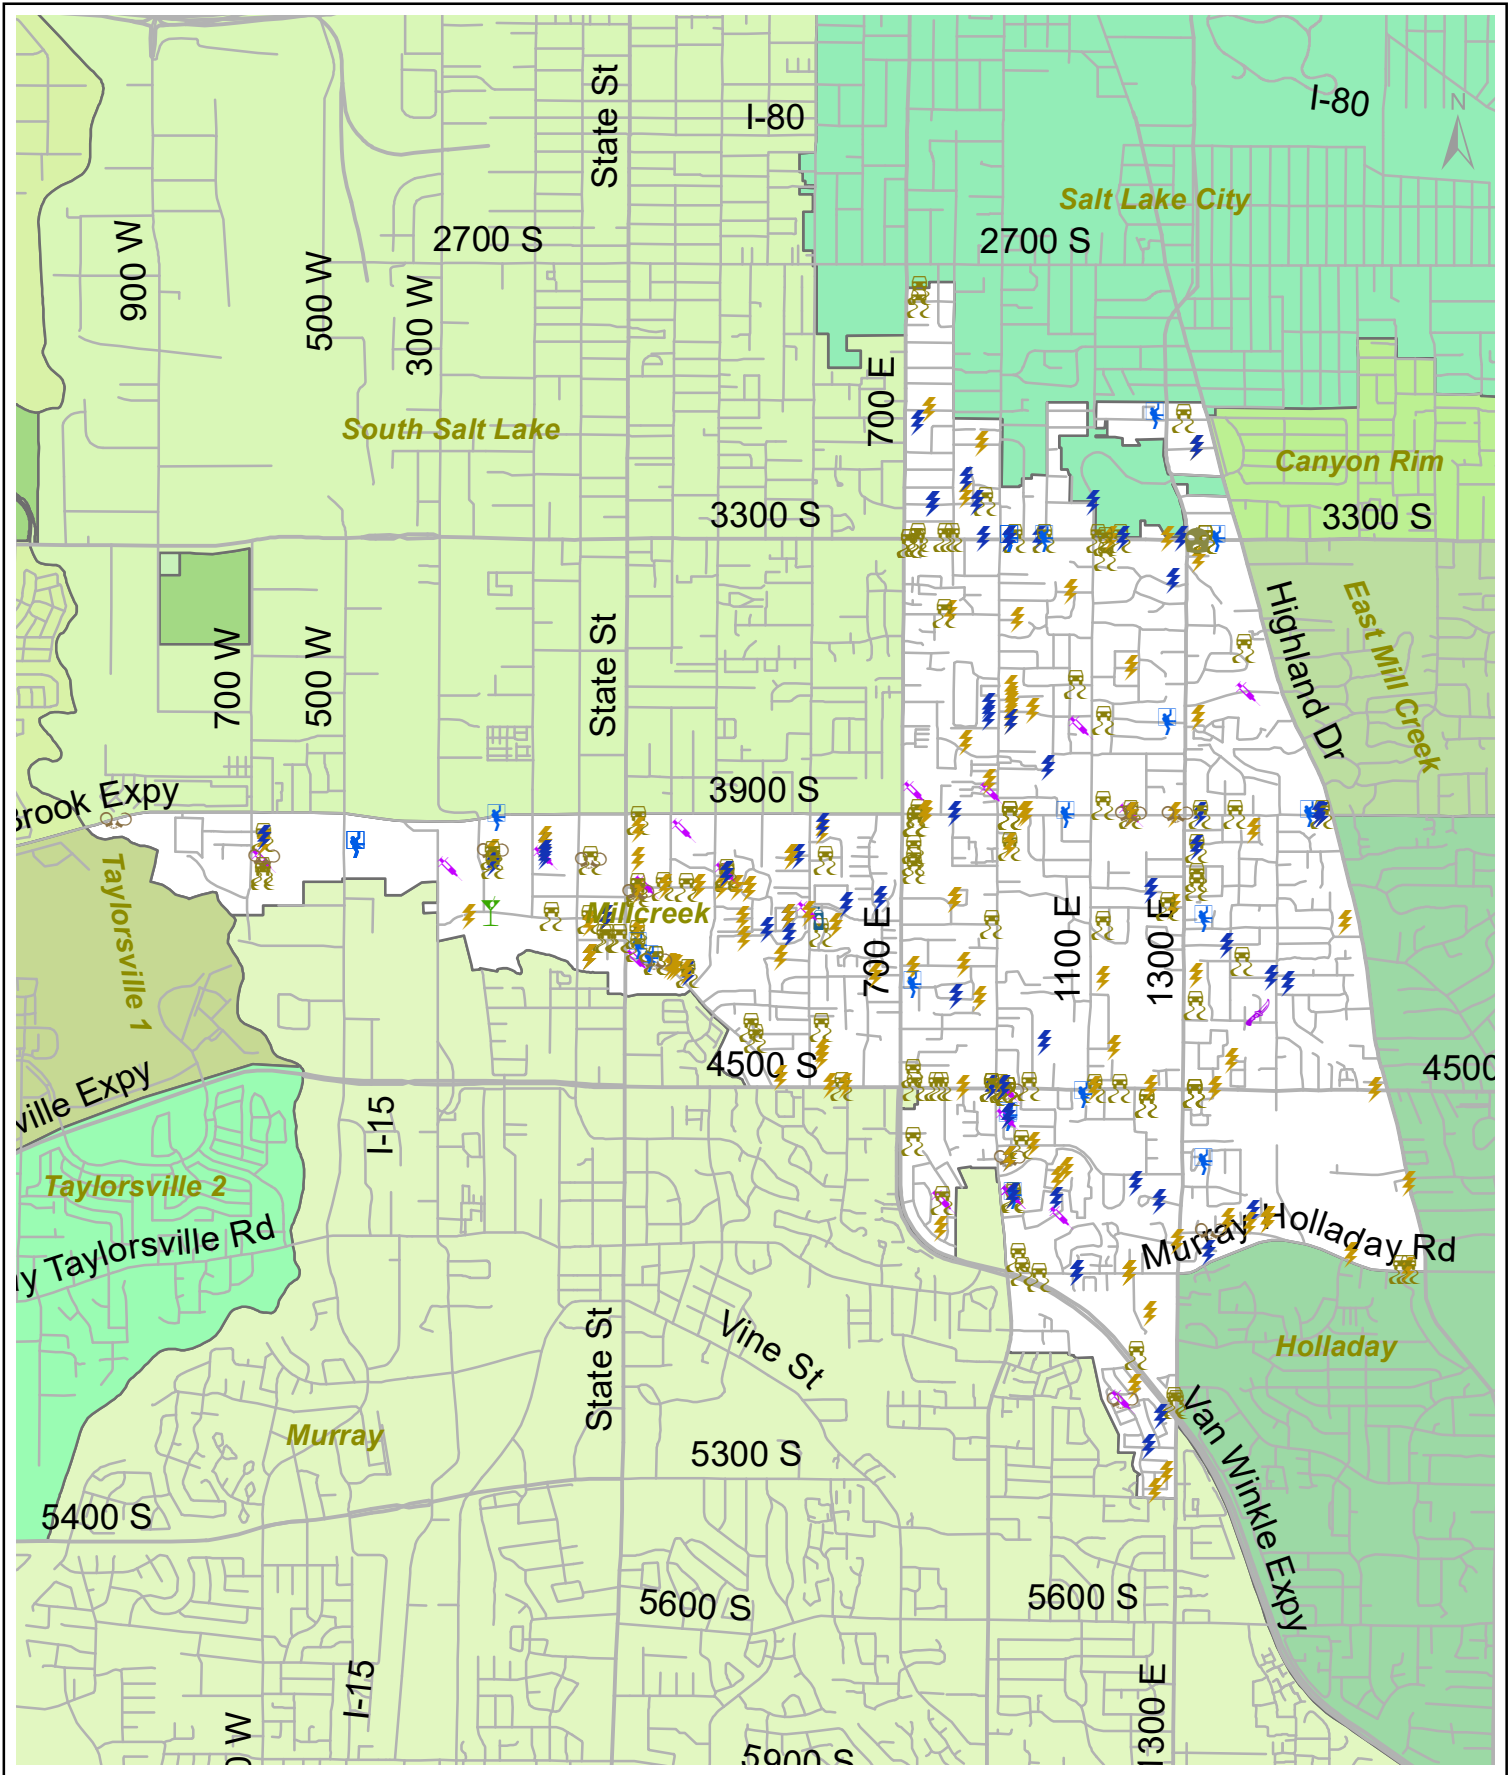 State St
I-80
I-80
N
Salt Lake City
900 W
2700 S
2700 S
500 W
300 W
700 E
South Salt Lake
Canyon Rim
3300 S
3300 S
Highland Dr
East Mill Creek
700 W
500 W
State St
Brook Expy
3900 S
Taylorsville 1
Millcreek
700 E
1100 E
1300 E
4500 S
4500
ville Expy
I-15
Taylorsville 2
y Taylorsville Rd
Murray Holladay Rd
State St
Vine St
Holladay
Murray
5300 S
Van Winkle Expy
5400 S
5600 S
5600 S
I-15
1300 E
0 W
5900 S